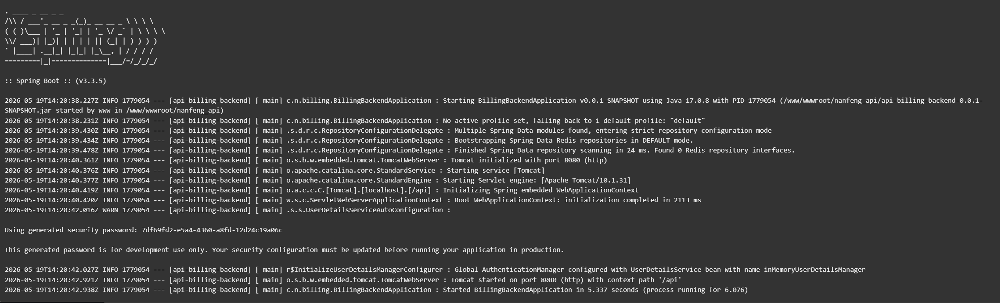 . ____ _ __ _ _
/\\ / ___'_ __ _ _(_)_ __ __ _ \ \ \ \
( ( )\___ | '_ | '_| | '_ \/ _` | \ \ \ \
\\/ ___)| |_)| | | | | || (_| | ) ) ) )
' |____| .__|_| |_|_| |_\__, | / / / /
=========|_|==============|___/=/_/_/_/
:: Spring Boot :: (v3.3.5)
2026-05-19T14:20:38.227Z INFO 1779054 --- [api-billing-backend] [ main] c.n.billing.BillingBackendApplication : Starting BillingBackendApplication v0.0.1-SNAPSHOT using Java 17.0.8 with PID 1779054 (/www/wwwroot/nanfeng_api/api-billing-backend-0.0.1-
SNAPSHOT.jar started by www in /www/wwwroot/nanfeng_api)
2026-05-19T14:20:38.231Z INFO 1779054 --- [api-billing-backend] [ main] c.n.billing.BillingBackendApplication : No active profile set, falling back to 1 default profile: "default"
2026-05-19T14:20:39.430Z INFO 1779054 --- [api-billing-backend] [ main] .s.d.r.c.RepositoryConfigurationDelegate : Multiple Spring Data modules found, entering strict repository configuration mode
2026-05-19T14:20:39.434Z INFO 1779054 --- [api-billing-backend] [ main] .s.d.r.c.RepositoryConfigurationDelegate : Bootstrapping Spring Data Redis repositories in DEFAULT mode.
2026-05-19T14:20:39.478Z INFO 1779054 --- [api-billing-backend] [ main] .s.d.r.c.RepositoryConfigurationDelegate : Finished Spring Data repository scanning in 24 ms. Found 0 Redis repository interfaces.
2026-05-19T14:20:40.361Z INFO 1779054 --- [api-billing-backend] [ main] o.s.b.w.embedded.tomcat.TomcatWebServer : Tomcat initialized with port 8080 (http)
2026-05-19T14:20:40.376Z INFO 1779054 --- [api-billing-backend] [ main] o.apache.catalina.core.StandardService : Starting service [Tomcat]
2026-05-19T14:20:40.377Z INFO 1779054 --- [api-billing-backend] [ main] o.apache.catalina.core.StandardEngine : Starting Servlet engine: [Apache Tomcat/10.1.31]
2026-05-19T14:20:40.419Z INFO 1779054 --- [api-billing-backend] [ main] o.a.c.c.C.[Tomcat].[localhost].[/api] : Initializing Spring embedded WebApplicationContext
2026-05-19T14:20:40.420Z INFO 1779054 --- [api-billing-backend] [ main] w.s.c.ServletWebServerApplicationContext : Root WebApplicationContext: initialization completed in 2113 ms
2026-05-19T14:20:42.016Z WARN 1779054 --- [api-billing-backend] [ main] .s.s.UserDetailsServiceAutoConfiguration :
Using generated security password: 7df69fd2-e5a4-4360-a8fd-12d24c19a06c
This generated password is for development use only. Your security configuration must be updated before running your application in production.
2026-05-19T14:20:42.027Z INFO 1779054 --- [api-billing-backend] [ main] r$InitializeUserDetailsManagerConfigurer : Global AuthenticationManager configured with UserDetailsService bean with name inMemoryUserDetailsManager
2026-05-19T14:20:42.921Z INFO 1779054 --- [api-billing-backend] [ main] o.s.b.w.embedded.tomcat.TomcatWebServer : Tomcat started on port 8080 (http) with context path '/api'
2026-05-19T14:20:42.938Z INFO 1779054 --- [api-billing-backend] [ main] c.n.billing.BillingBackendApplication : Started BillingBackendApplication in 5.337 seconds (process running for 6.076)